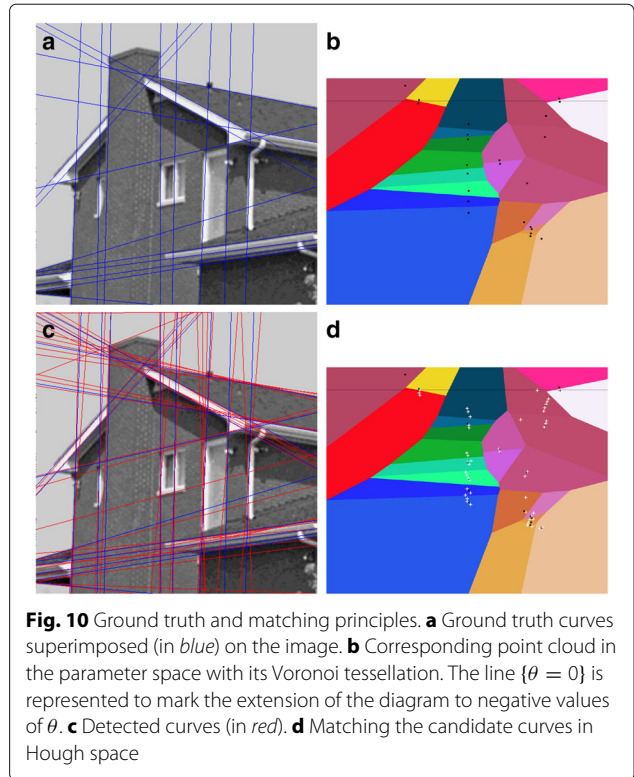 a
b
c
d
Fig. 10 Ground truth and matching principles. a Ground truth curves
superimposed (in blue) on the image. b Corresponding point cloud in
the parameter space with its Voronoi tessellation. The line {θ = 0} is
represented to mark the extension of the diagram to negative values
of θ. c Detected curves (in red). d Matching the candidate curves in
Hough space